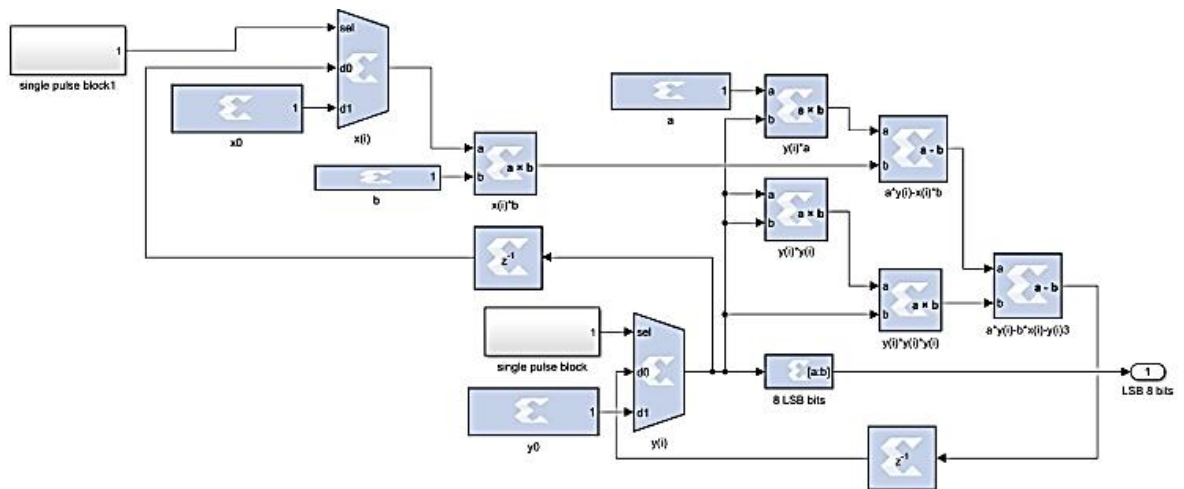 1
single pulse block1
sel
d0
d1
x(i)
1
x0
1
b
a
b
a × b
x(i)*b
1
a
a
b
a × b
y(i)*a
a
b
a - b
a*y(i)-x(i)*b
a
b
a × b
y(i)*y(i)
a
b
a × b
y(i)*y(i)*y(i)
a
b
a - b
a*y(i)-b*x(i)-y(i)3
z-1
1
single pulse block
sel
d0
d1
y(i)
1
y0
[a:b]
8 LSB bits
1
LSB 8 bits
z-1